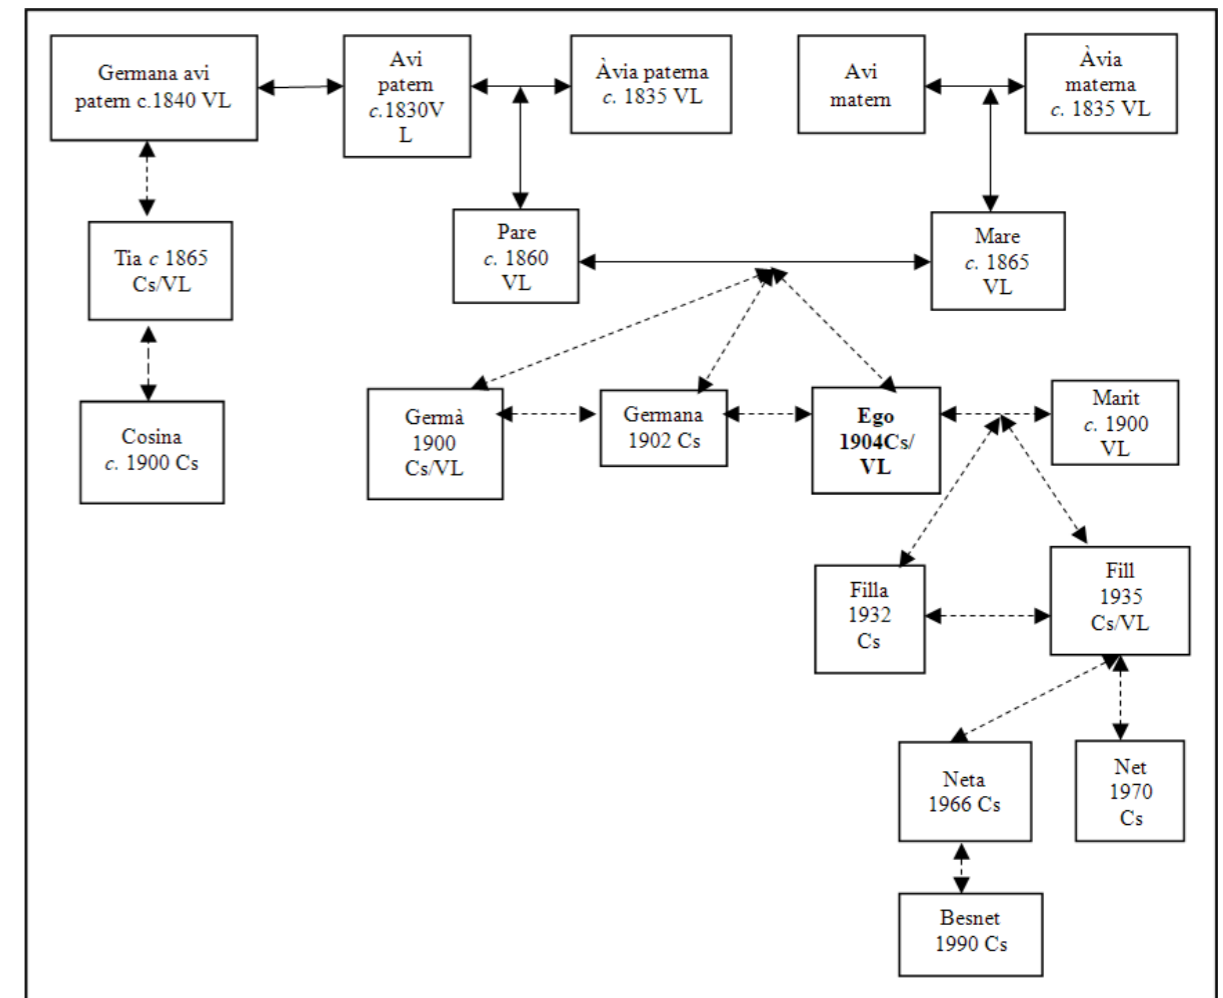 Germana avi
patern c.1840 VL
Avi
patern
c.1830V
L
Àvia paterna
c. 1835 VL
Avi
matern
Àvia
materna
c. 1835 VL
Tia c 1865
Cs/VL
Pare
c. 1860
VL
Mare
c. 1865
VL
Cosina
c. 1900 Cs
Germà
1900
Cs/VL
Germana
1902 Cs
Ego
1904Cs/
VL
Marit
c. 1900
VL
Filla
1932
Cs
Fill
1935
Cs/VL
Neta
1966 Cs
Net
1970
Cs
Besnet
1990 Cs